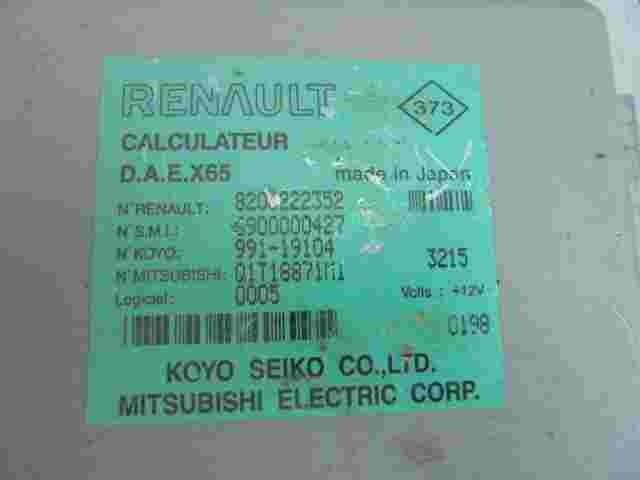 RENAULT
373
CALCULATEUR
D.A.E.X65 made in Japan
N°RENAULT:
N°S.M.I.: 6900000427
N°KOYO: 991-19104
N°MITSUBISHI:
3215
Logiciel: 0005 Volts : +12V
0198
KOYO SEIKO CO.,LTD.
MITSUBISHI ELECTRIC CORP.